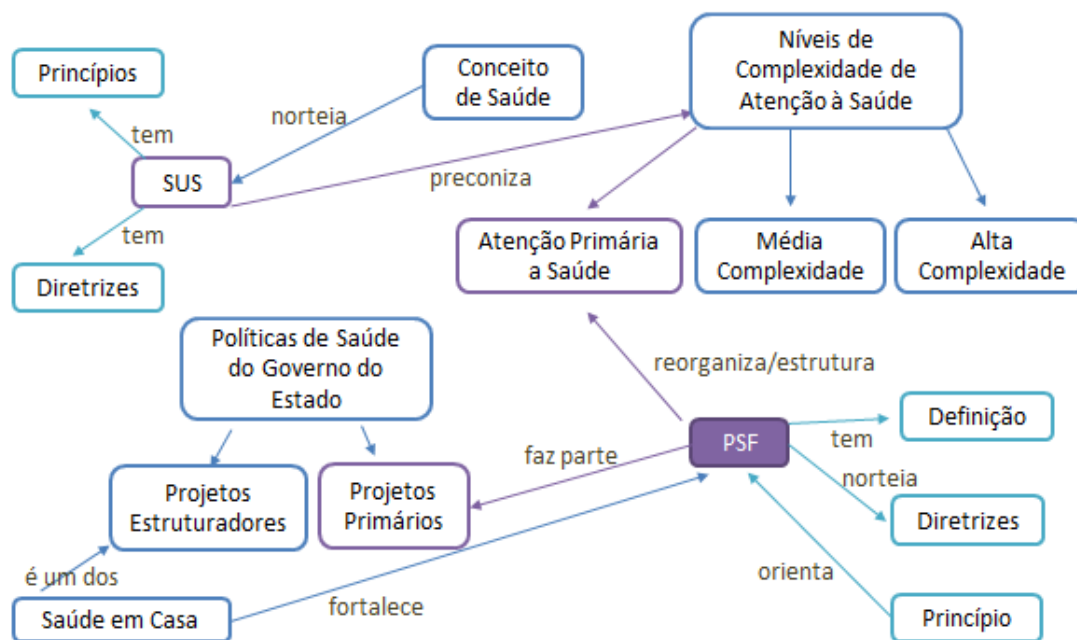 Princípios
tem
SUS
tem
Diretrizes
norteia
Conceito
de Saúde
preconiza
Níveis de
Complexidade de
Atenção à Saúde
Atenção Primária
a Saúde
Média
Complexidade
Alta
Complexidade
Políticas de Saúde
do Governo do
Estado
reorganiza/estrutura
PSF
Definição
tem
norteia
Diretrizes
orienta
Princípio
faz parte
Projetos
Estruturadores
Projetos
Primários
é um dos
Saúde em Casa
fortalece